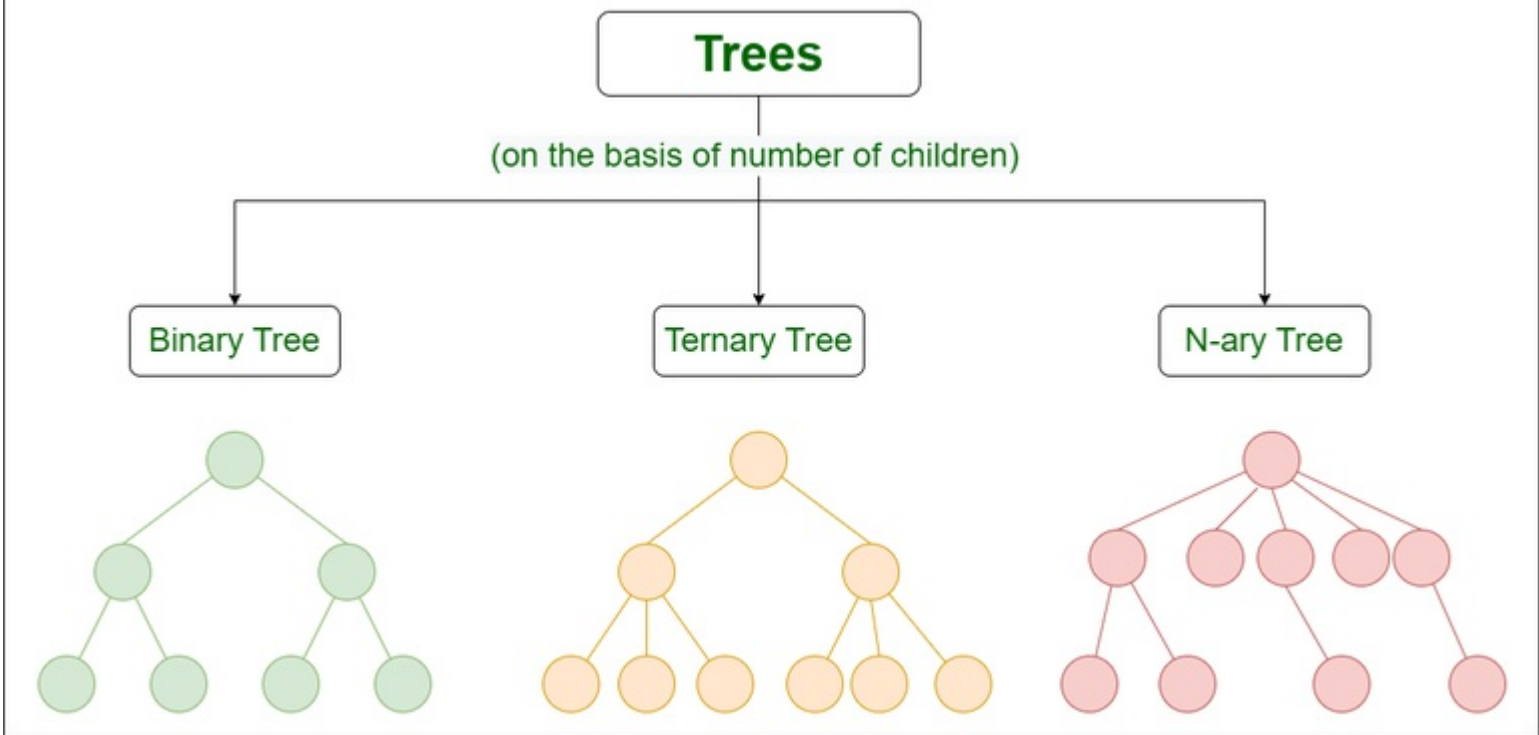 Trees
(on the basis of number of children)
Binary Tree
Ternary Tree
N-ary Tree